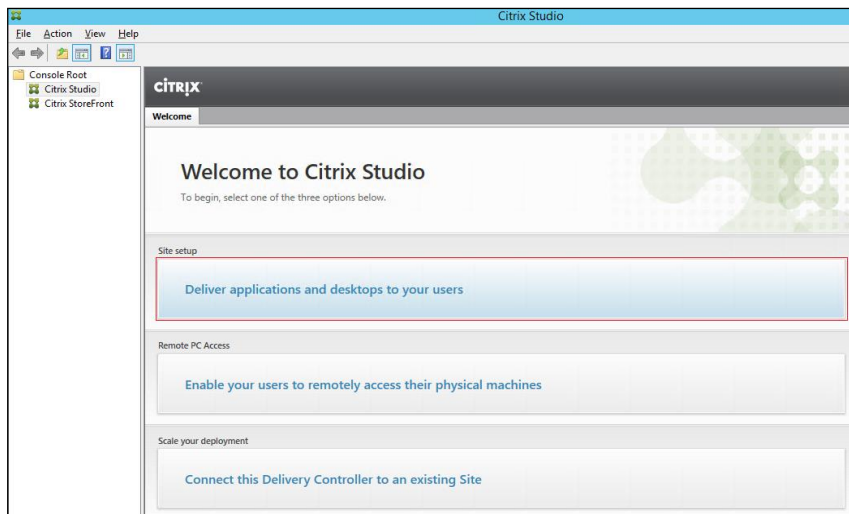 Citrix Studio
File Action View Help
Console Root
Citrix Studio
Citrix StoreFront
CITRIX
Welcome
Welcome to Citrix Studio
To begin, select one of the three options below.
Site setup
Deliver applications and desktops to your users
Remote PC Access
Enable your users to remotely access their physical machines
Scale your deployment
Connect this Delivery Controller to an existing Site